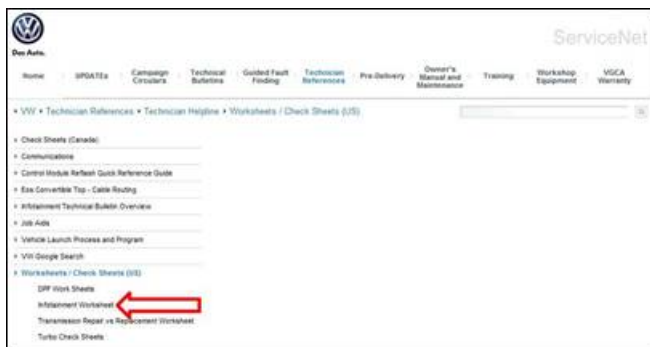 Das Auto.
ServiceNet
Home
UPDATEs
Campaign Circulars
Technical Bulletins
Guided Fault Finding
Technician References
Pre-Delivery
Owner's Manual and Maintenance
Training
Workshop Equipment
VGCA Warranty
VW • Technician References • Technician Helpline • Worksheets / Check Sheets (US)
Check Sheets (Canada)
Communications
Control Module Reflash Quick Reference Guide
Eos Convertible Top - Cable Routing
Infotainment Technical Bulletin Overview
Job Aids
Vehicle Launch Process and Program
VW Google Search
Worksheets / Check Sheets (US)
DPF Work Sheets
Infotainment Worksheet
Transmission Repair vs Replacement Worksheet
Turbo Check Sheets